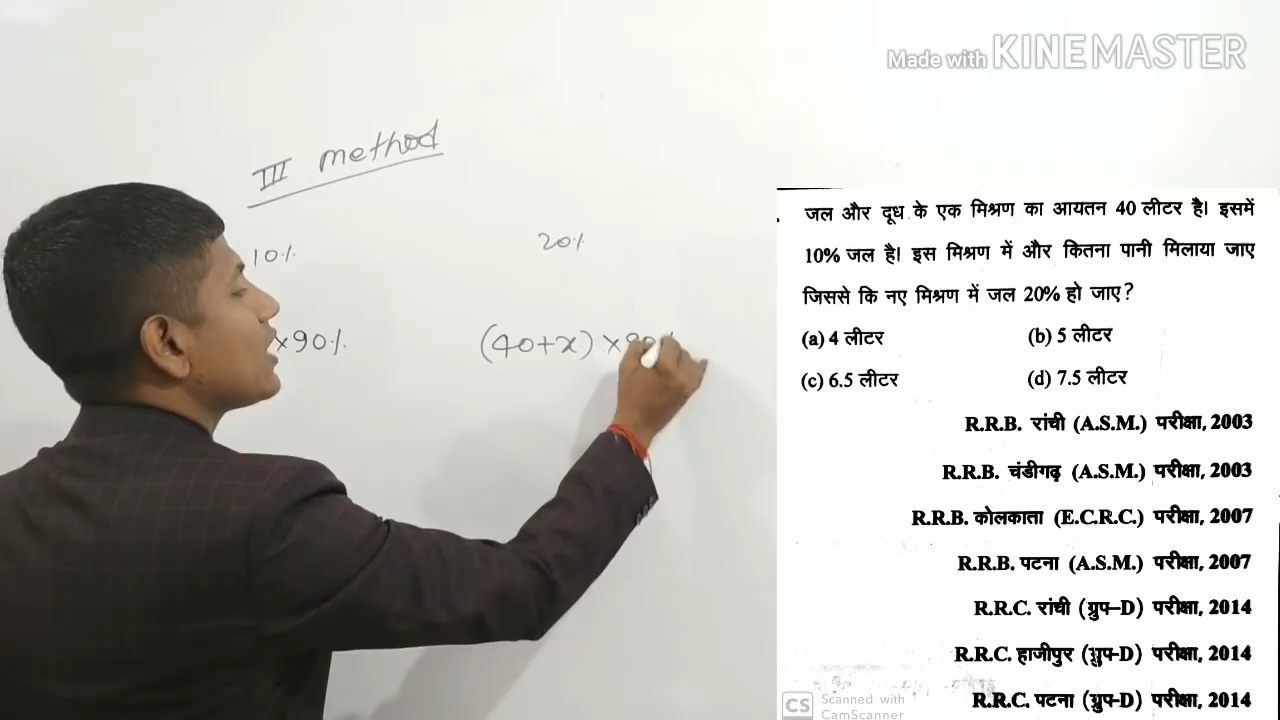 Made with KINEMASTER
III method
10%
20%
×90%
(40+x) ×80%
जल और दूध के एक मिश्रण का आयतन 40 लीटर है। इसमें
10% जल है। इस मिश्रण में और कितना पानी मिलाया जाए
जिससे कि नए मिश्रण में जल 20% हो जाए?
(a) 4 लीटर
(b) 5 लीटर
(c) 6.5 लीटर
(d) 7.5 लीटर
R.R.B. रांची (A.S.M.) परीक्षा, 2003
R.R.B. चंडीगढ़ (A.S.M.) परीक्षा, 2003
R.R.B. कोलकाता (E.C.R.C.) परीक्षा, 2007
R.R.B. पटना (A.S.M.) परीक्षा, 2007
R.R.C. रांची (ग्रुप-D) परीक्षा, 2014
R.R.C. हाजीपुर (ग्रुप-D) परीक्षा, 2014
R.R.C. पटना (ग्रुप-D) परीक्षा, 2014
CS Scanned with
CamScanner